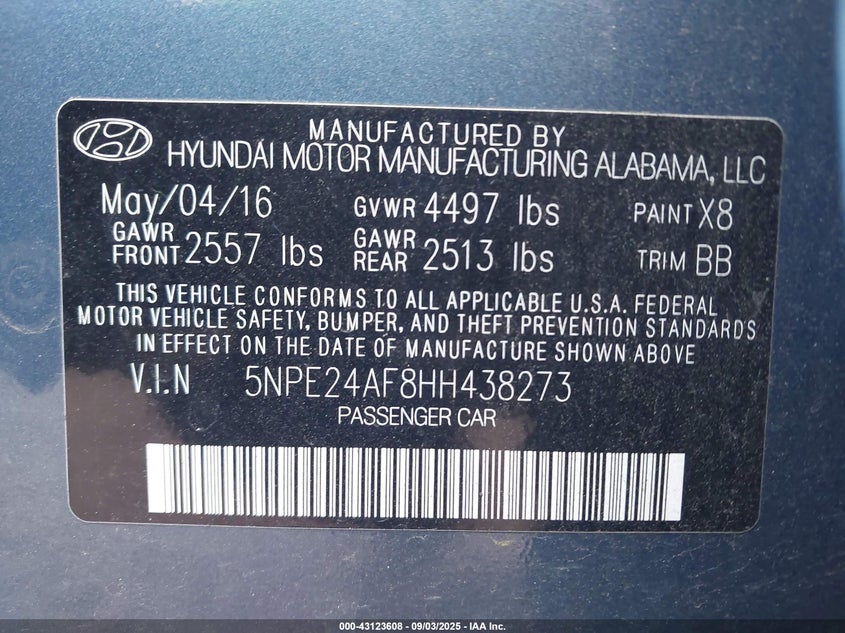 MANUFACTURED BY
HYUNDAI MOTOR MANUFACTURING ALABAMA, LLC
May/04/16 GVWR 4497 lbs PAINT X8
GAWR FRONT 2557 lbs GAWR REAR 2513 lbs TRIM BB
THIS VEHICLE CONFORMS TO ALL APPLICABLE U.S.A. FEDERAL
MOTOR VEHICLE SAFETY, BUMPER, AND THEFT PREVENTION STANDARDS
IN EFFECT ON THE DATE OF MANUFACTURE SHOWN ABOVE
V.I.N 5NPE24AF8HH438273
PASSENGER CAR
000-43123608 - 09/03/2025 - IAA Inc.